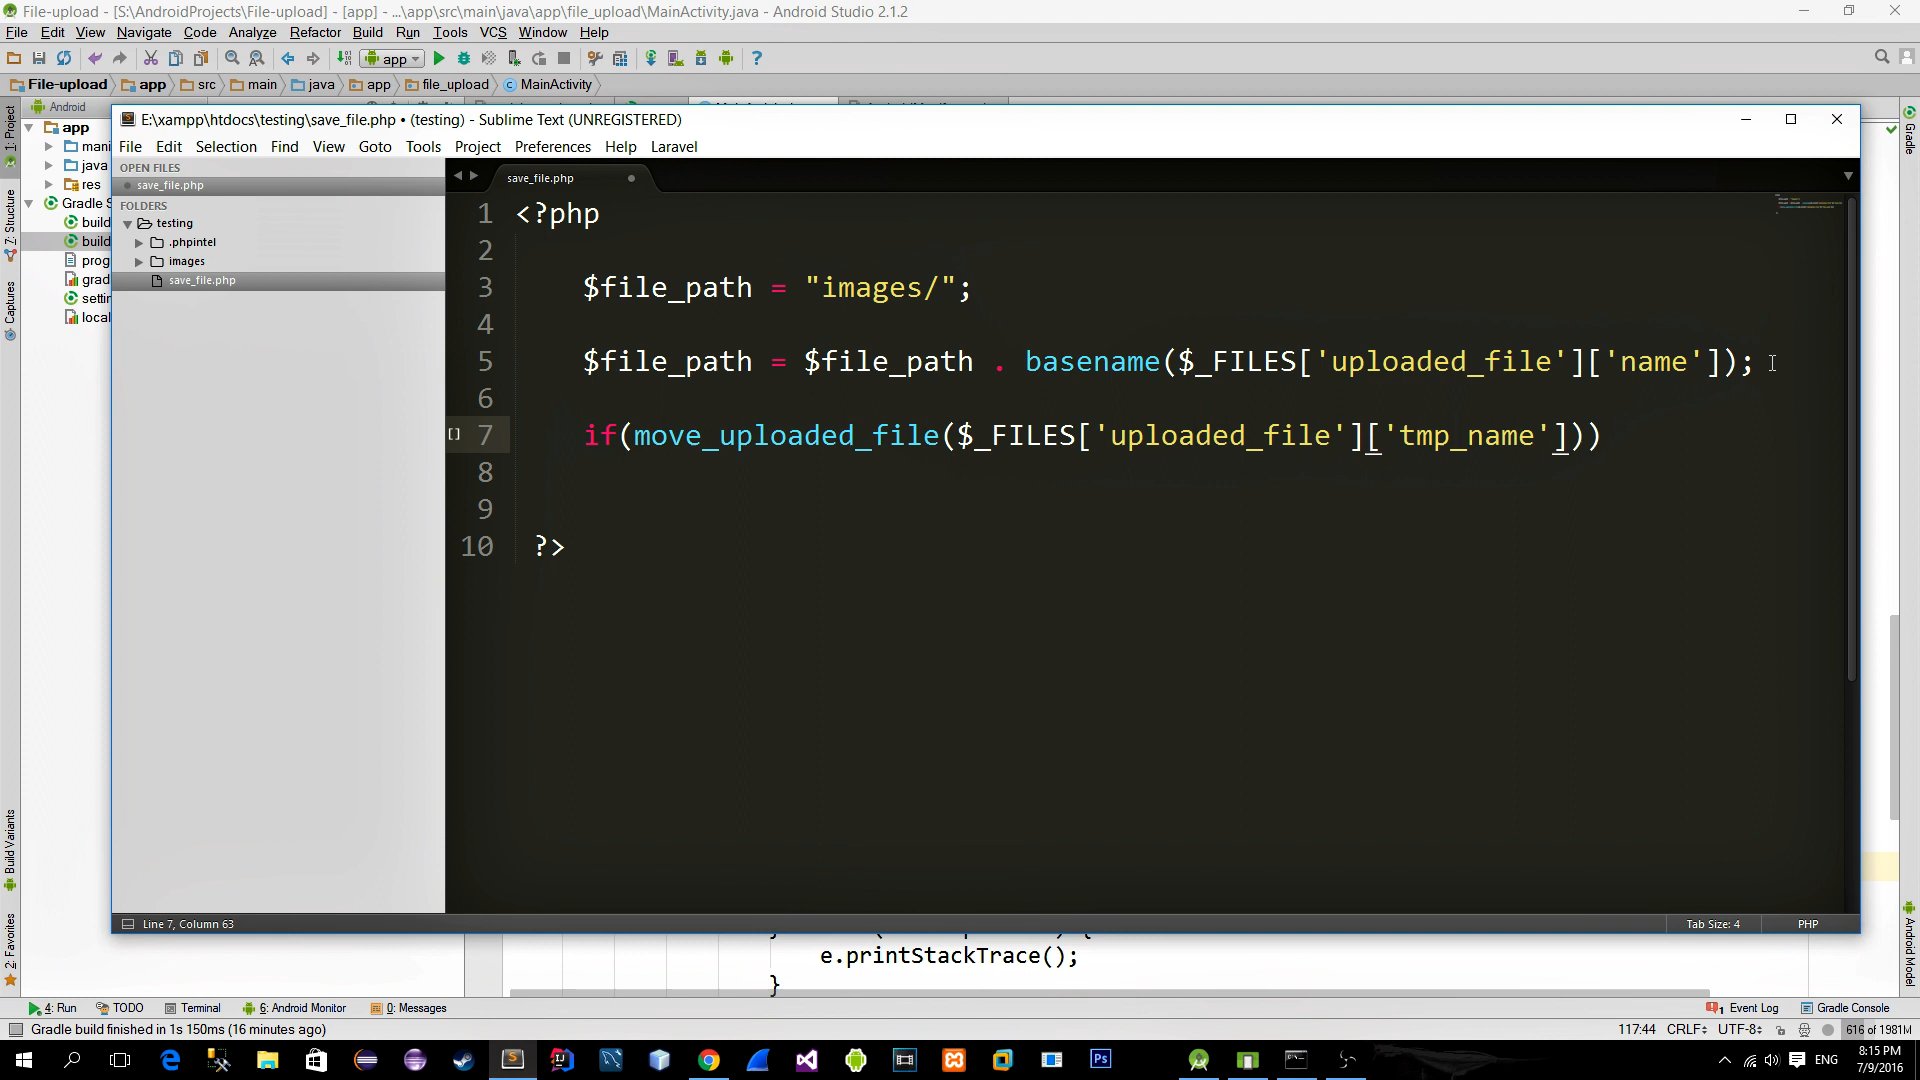 File-upload - [S:\AndroidProjects\File-upload] - [app] - ...\app\src\main\java\app\file_upload\MainActivity.java - Android Studio 2.1.2
File Edit View Navigate Code Analyze Refactor Build Run Tools VCS Window Help
app
File-upload app src main java app file_upload MainActivity
Android
E:\xampp\htdocs\testing\save_file.php • (testing) - Sublime Text (UNREGISTERED)
File Edit Selection Find View Goto Tools Project Preferences Help Laravel
OPEN FILES
save_file.php
FOLDERS
testing
.phpintel
images
save_file.php
save_file.php
1 <?php
2
3 $file_path = "images/";
4
5 $file_path = $file_path . basename($_FILES['uploaded_file']['name']);
6
7 if(move_uploaded_file($_FILES['uploaded_file']['tmp_name']))
8
9
10 ?>
Line 7, Column 63
Tab Size: 4
PHP
app
mani
java
res
Gradle S
build
build
prog
grad
settin
local
1: Project
7: Structure
Captures
Build Variants
2: Favorites
Gradle
Android Model
e.printStackTrace();
}
4: Run TODO Terminal 6: Android Monitor 0: Messages
1 Event Log Gradle Console
Gradle build finished in 1s 150ms (16 minutes ago)
117:44 CRLF UTF-8 616 of 1981M
ENG
8:15 PM
7/9/2016